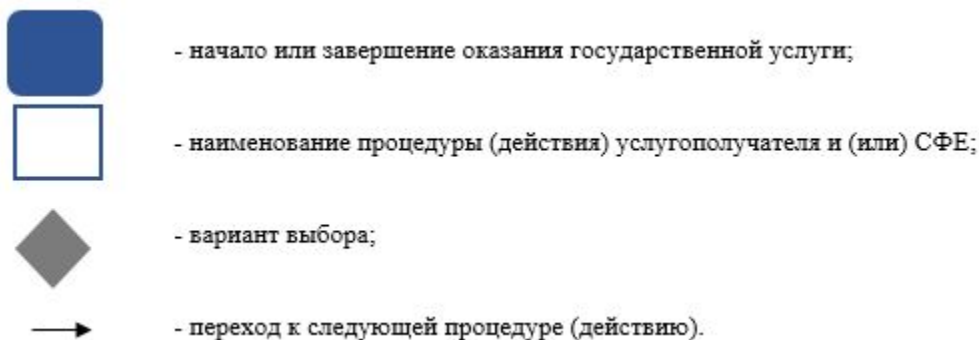 - начало или завершение оказания государственной услуги;
- наименование процедуры (действия) услугополучателя и (или) СФЕ;
- вариант выбора;
- переход к следующей процедуре (действию).